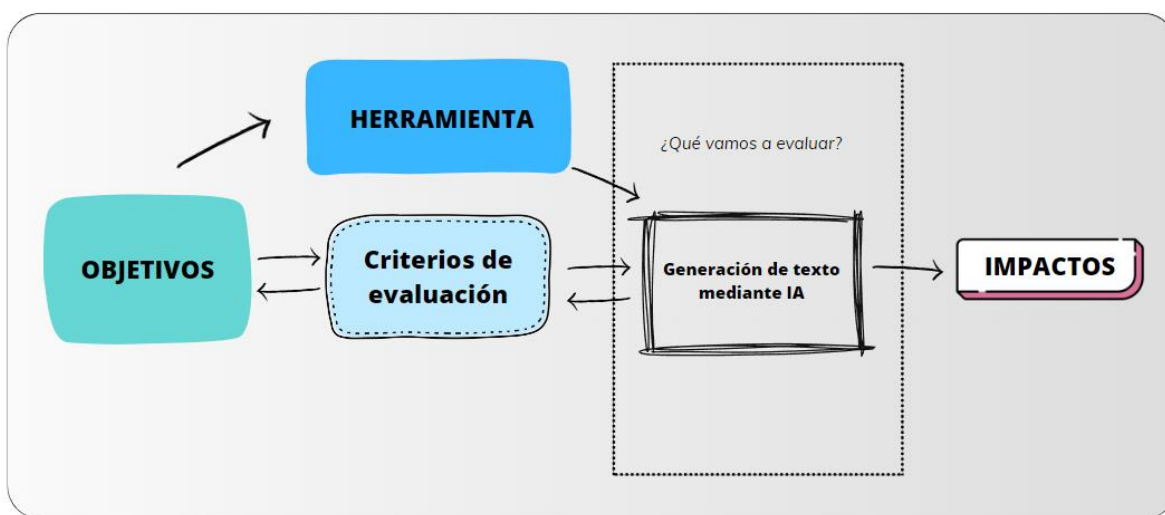 HERRAMIENTA
¿Qué vamos a evaluar?
OBJETIVOS
Criterios de
evaluación
Generación de texto
mediante IA
IMPACTOS